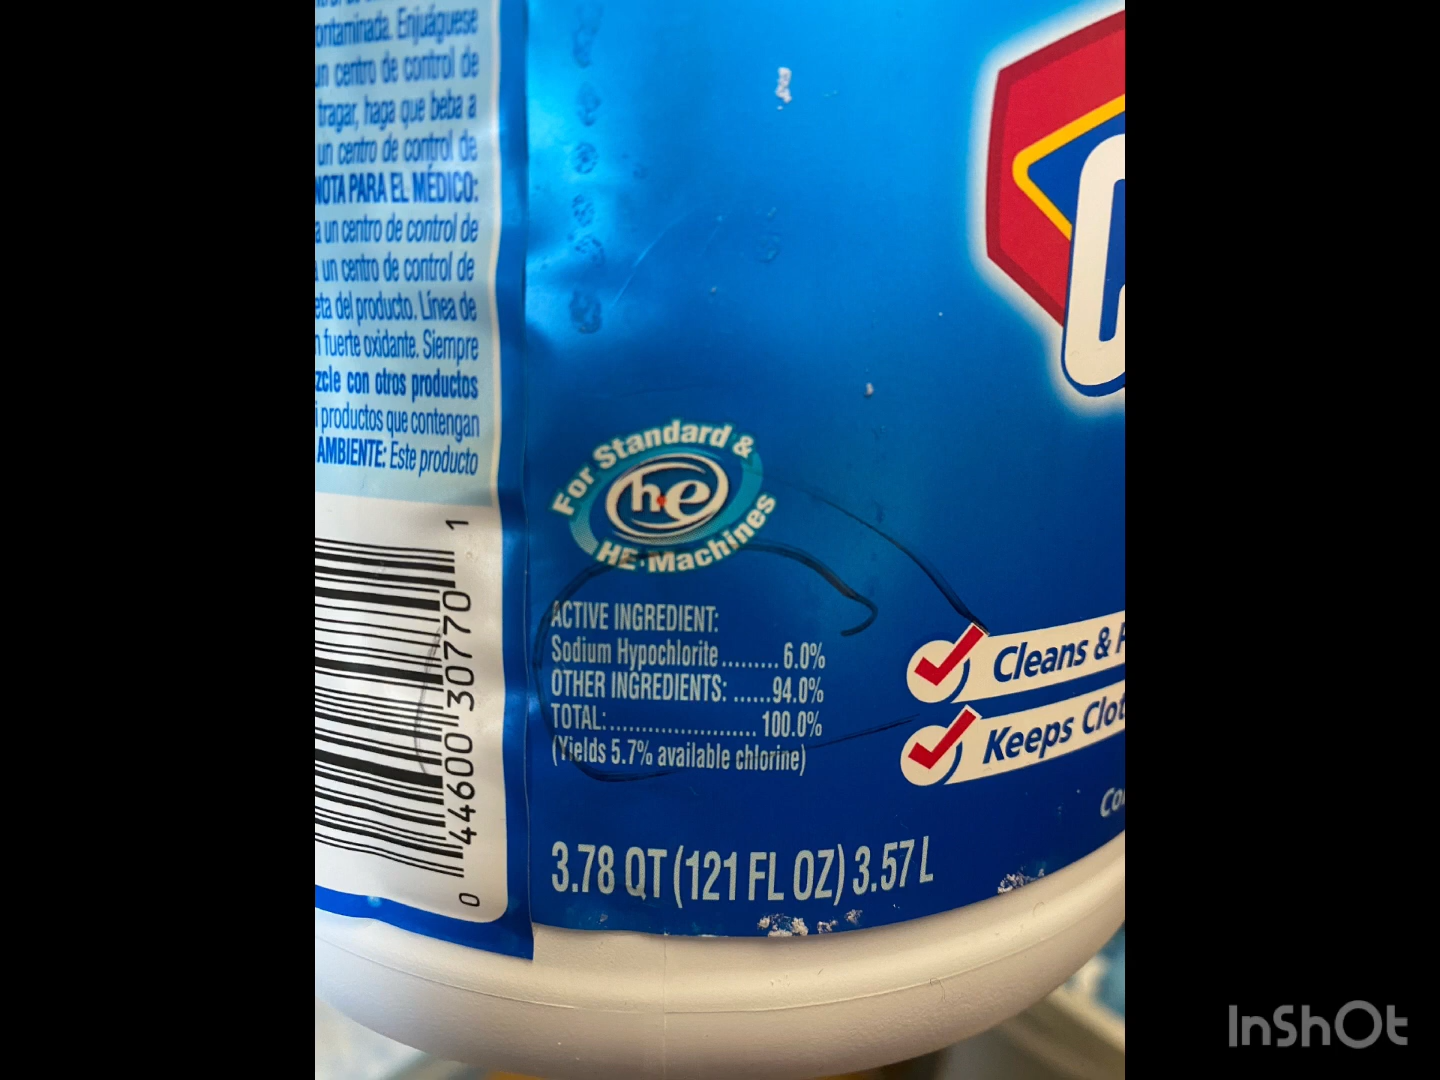 ontaminada. Enjuáguese
un centro de control de
tragar, haga que beba a
un centro de control de
NOTA PARA EL MÉDICO:
a un centro de control de
un centro de control de
eta del producto. Línea de
fuerte oxidante. Siempre
zcle con otros productos
productos que contengan
AMBIENTE: Este producto
0 44600 30770 1
For Standard &
he
HE Machines
ACTIVE INGREDIENT:
Sodium Hypochlorite ......... 6.0%
OTHER INGREDIENTS: ......94.0%
TOTAL:........................ 100.0%
(Yields 5.7% available chlorine)
3.78 QT (121 FL OZ) 3.57 L
Cleans &
Keeps Clot
Co
InShOt